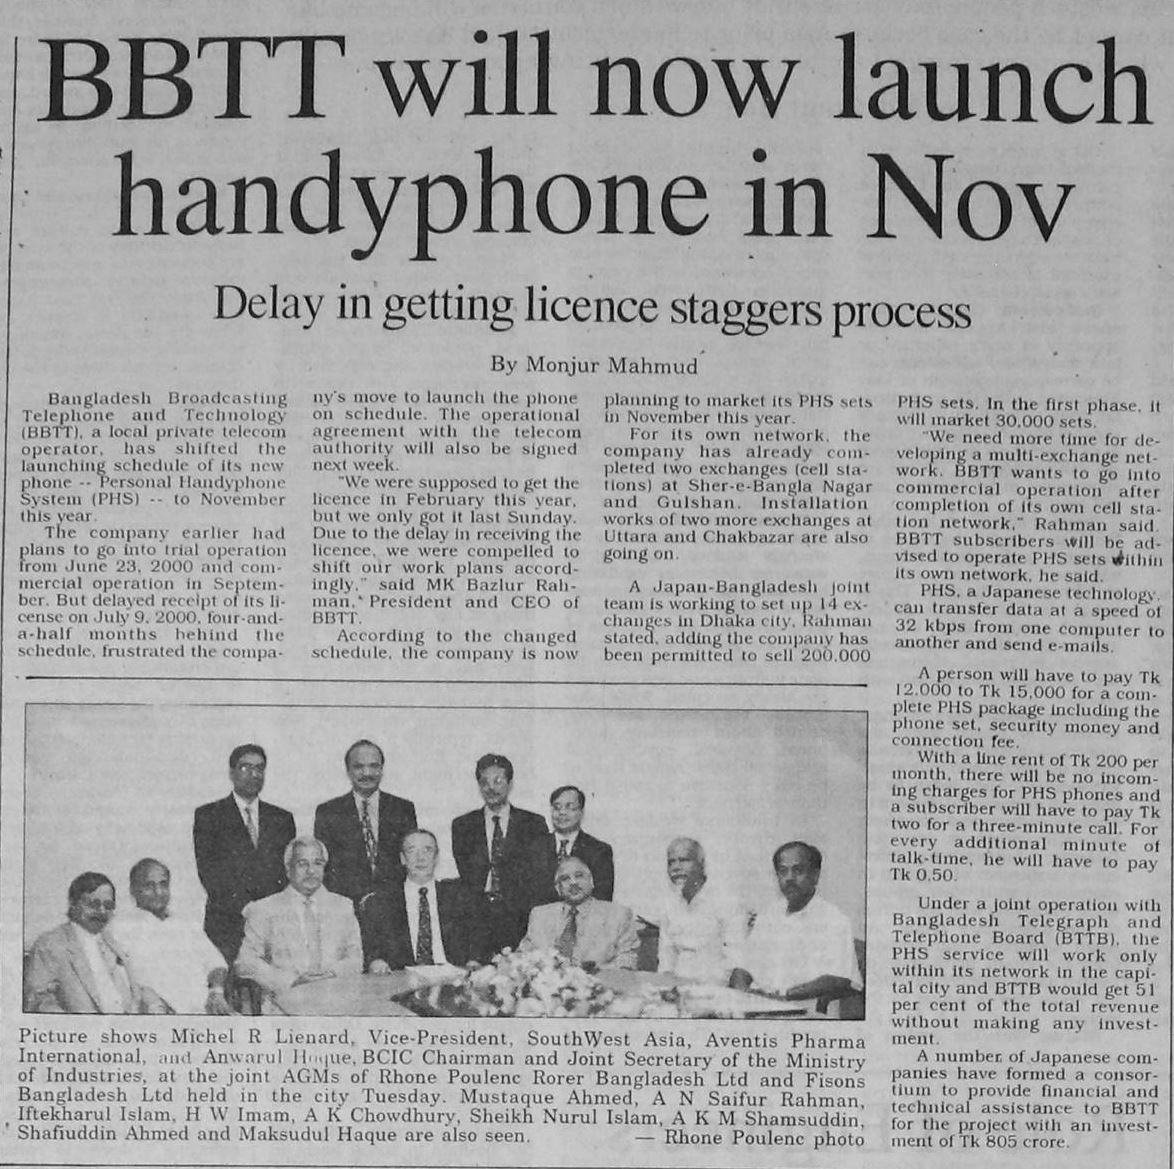 BBTT will now launch
handyphone in Nov
Delay in getting licence staggers process
By Monjur Mahmud
Bangladesh Broadcasting
Telephone and Technology
(BBTT), a local private telecom
operator, has shifted the
launching schedule of its new
phone -- Personal Handyphone
System (PHS) -- to November
this year.
The company earlier had
plans to go into trial operation
from June 23, 2000 and com-
mercial operation in Septem-
ber. But delayed receipt of its li-
cense on July 9, 2000, four-and-
a-half months behind the
schedule, frustrated the compa-
ny's move to launch the phone
on schedule. The operational
agreement with the telecom
authority will also be signed
next week.
"We were supposed to get the
licence in February this year,
but we only got it last Sunday.
Due to the delay in receiving the
licence, we were compelled to
shift our work plans accord-
ingly," said MK Bazlur Rah-
man, President and CEO of
BBTT.
According to the changed
schedule, the company is now
planning to market its PHS sets
in November this year.
For its own network, the
company has already com-
pleted two exchanges (cell sta-
tions) at Sher-e-Bangla Nagar
and Gulshan. Installation
works of two more exchanges at
Uttara and Chakbazar are also
going on.
A Japan-Bangladesh joint
team is working to set up 14 ex-
changes in Dhaka city, Rahman
stated, adding the company has
been permitted to sell 200,000
PHS sets. In the first phase, it
will market 30,000 sets.
"We need more time for de-
veloping a multi-exchange net-
work. BBTT wants to go into
commercial operation after
completion of its own cell sta-
tion network," Rahman said.
BBTT subscribers will be ad-
vised to operate PHS sets within
its own network, he said.
PHS, a Japanese technology,
can transfer data at a speed of
32 kbps from one computer to
another and send e-mails.
A person will have to pay Tk
12,000 to Tk 15,000 for a com-
plete PHS package including the
phone set, security money and
connection fee.
With a line rent of Tk 200 per
month, there will be no incom-
ing charges for PHS phones and
a subscriber will have to pay Tk
two for a three-minute call. For
every additional minute of
talk-time, he will have to pay
Tk 0.50.
Under a joint operation with
Bangladesh Telegraph and
Telephone Board (BTTB), the
PHS service will work only
within its network in the capi-
tal city and BTTB would get 51
per cent of the total revenue
without making any invest-
ment.
A number of Japanese com-
panies have formed a consor-
tium to provide financial and
technical assistance to BBTT
for the project with an invest-
ment of Tk 805 crore.
Picture shows Michel R Lienard, Vice-President, SouthWest Asia, Aventis Pharma
International, and Anwarul Hoque, BCIC Chairman and Joint Secretary of the Ministry
of Industries, at the joint AGMs of Rhone Poulenc Rorer Bangladesh Ltd and Fisons
Bangladesh Ltd held in the city Tuesday. Mustaque Ahmed, A N Saifur Rahman,
Iftekharul Islam, H W Imam, A K Chowdhury, Sheikh Nurul Islam, A K M Shamsuddin,
Shafiuddin Ahmed and Maksudul Haque are also seen. — Rhone Poulenc photo